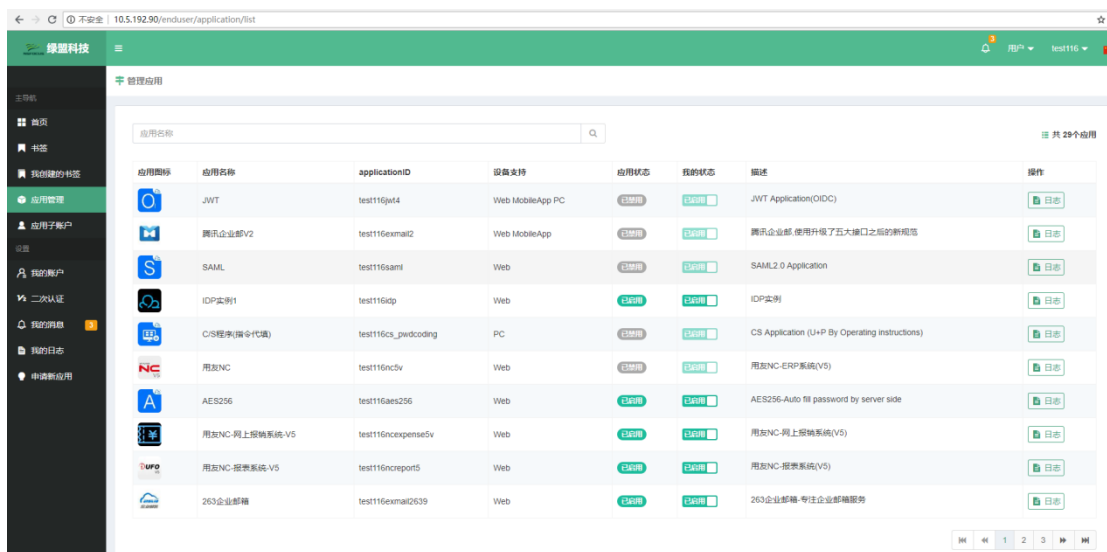 不安全 | 10.5.192.90/enduser/application/list
绿盟科技
3
用户
test116
管理应用
主导航
首页
书签
我创建的书签
应用管理
应用子账户
设置
我的账户
二次认证
我的消息 3
我的日志
申请新应用
应用名称
共 29个应用
应用图标 应用名称 applicationID 设备支持 应用状态 我的状态 描述 操作
JWT test116jwt4 Web MobileApp PC 已禁用 已启用 JWT Application(OIDC) 日志
腾讯企业邮V2 test116exmail2 Web MobileApp 已禁用 已启用 腾讯企业邮,使用升级了五大接口之后的新规范 日志
S SAML test116saml Web 已禁用 已启用 SAML2.0 Application 日志
IDP实例1 test116idp Web 已启用 已启用 IDP实例 日志
C/S程序(指令代填) test116cs_pwdcoding PC 已禁用 已启用 CS Application (U+P By Operating instructions) 日志
NC V5 用友NC test116nc5v Web 已禁用 已启用 用友NC-ERP系统(V5) 日志
A AES256 test116aes256 Web 已启用 已启用 AES256-Auto fill password by server side 日志
¥ 用友NC-网上报销系统-V5 test116ncexpense5v Web 已启用 已启用 用友NC-网上报销系统(V5) 日志
UFO 用友NC-报表系统-V5 test116ncreport5 Web 已启用 已启用 用友NC-报表系统(V5) 日志
263企业邮箱 test116exmail2639 Web 已启用 已启用 263企业邮箱-专注企业邮箱服务 日志
1 2 3